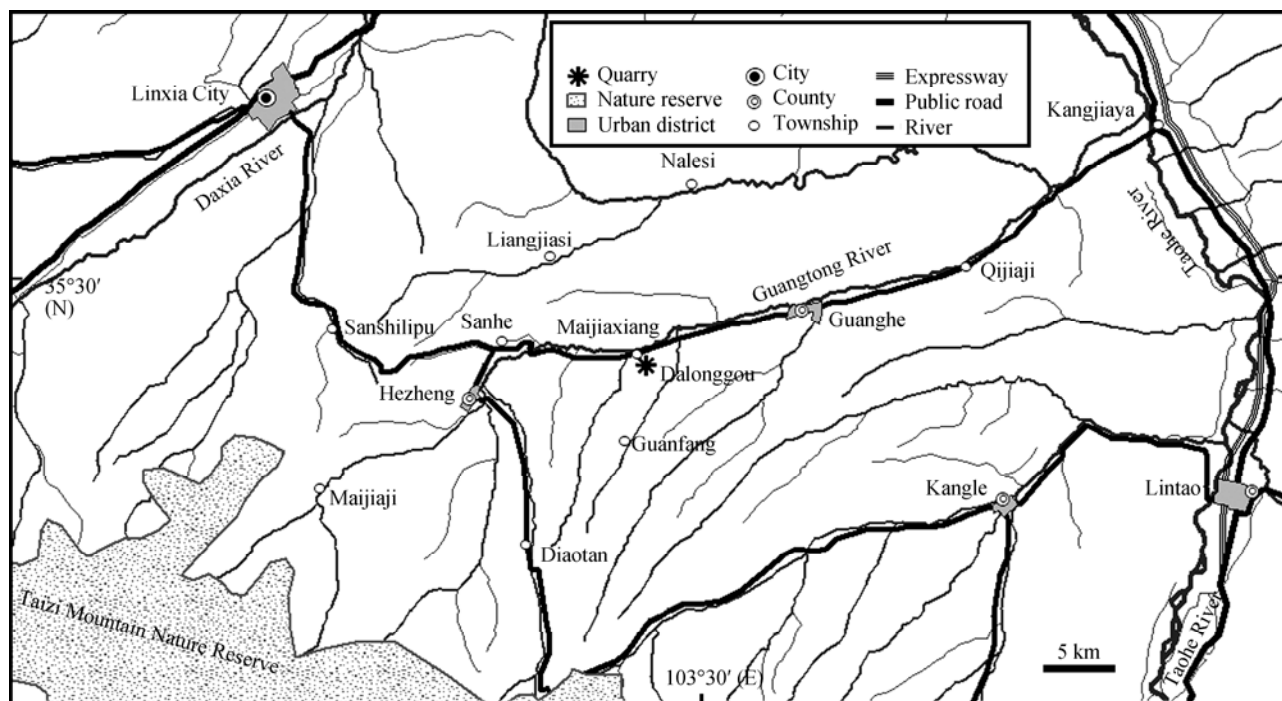 Quarry
Nature reserve
Urban district
City
County
Township
Expressway
Public road
River
Linxia City
Kangjiaya
Nalesi
Daxia River
Taohe River
Liangjiasi
Guangtong River
Qijiaji
35°30′
(N)
Sanshilipu
Sanhe
Maijiaxiang
Guanghe
Dalonggou
Hezheng
Guanfang
Maijiaji
Kangle
Lintao
Diaotan
Taizi Mountain Nature Reserve
Taohe River
5 km
103°30′ (E)